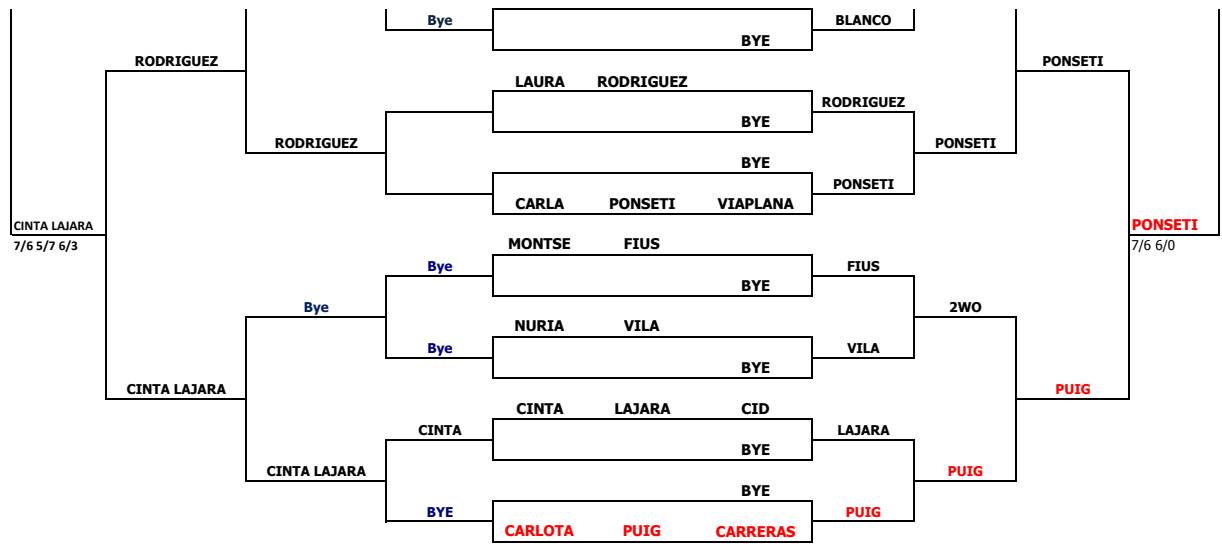 Bye BLANCO
BYE
RODRIGUEZ PONSETI
LAURA RODRIGUEZ
RODRIGUEZ
BYE
RODRIGUEZ PONSETI
BYE
PONSETI
CARLA PONSETI VIAPLANA
CINTA LAJARA PONSETI
7/6 5/7 6/3 7/6 6/0
MONTSE FIUS
Bye FIUS
BYE
Bye 2WO
NURIA VILA
Bye VILA
BYE
CINTA LAJARA PUIG
CINTA LAJARA CID
CINTA LAJARA
BYE
CINTA LAJARA PUIG
BYE
BYE PUIG
CARLOTA PUIG CARRERAS